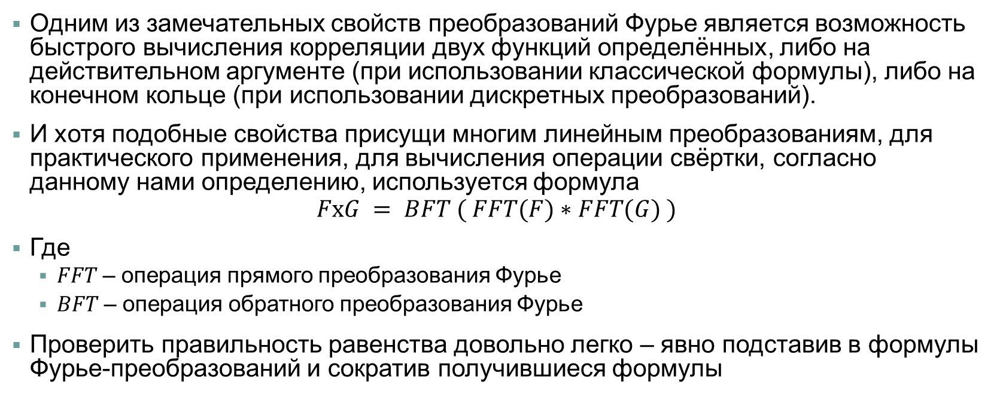 Одним из замечательных свойств преобразований Фурье является возможность
быстрого вычисления корреляции двух функций определённых, либо на
действительном аргументе (при использовании классической формулы), либо на
конечном кольце (при использовании дискретных преобразований).
И хотя подобные свойства присущи многим линейным преобразованиям, для
практического применения, для вычисления операции свёртки, согласно
данному нами определению, используется формула
FxG = BFT ( FFT(F) ∗ FFT(G) )
Где
FFT – операция прямого преобразования Фурье
BFT – операция обратного преобразования Фурье
Проверить правильность равенства довольно легко – явно подставив в формулы
Фурье-преобразований и сократив получившиеся формулы